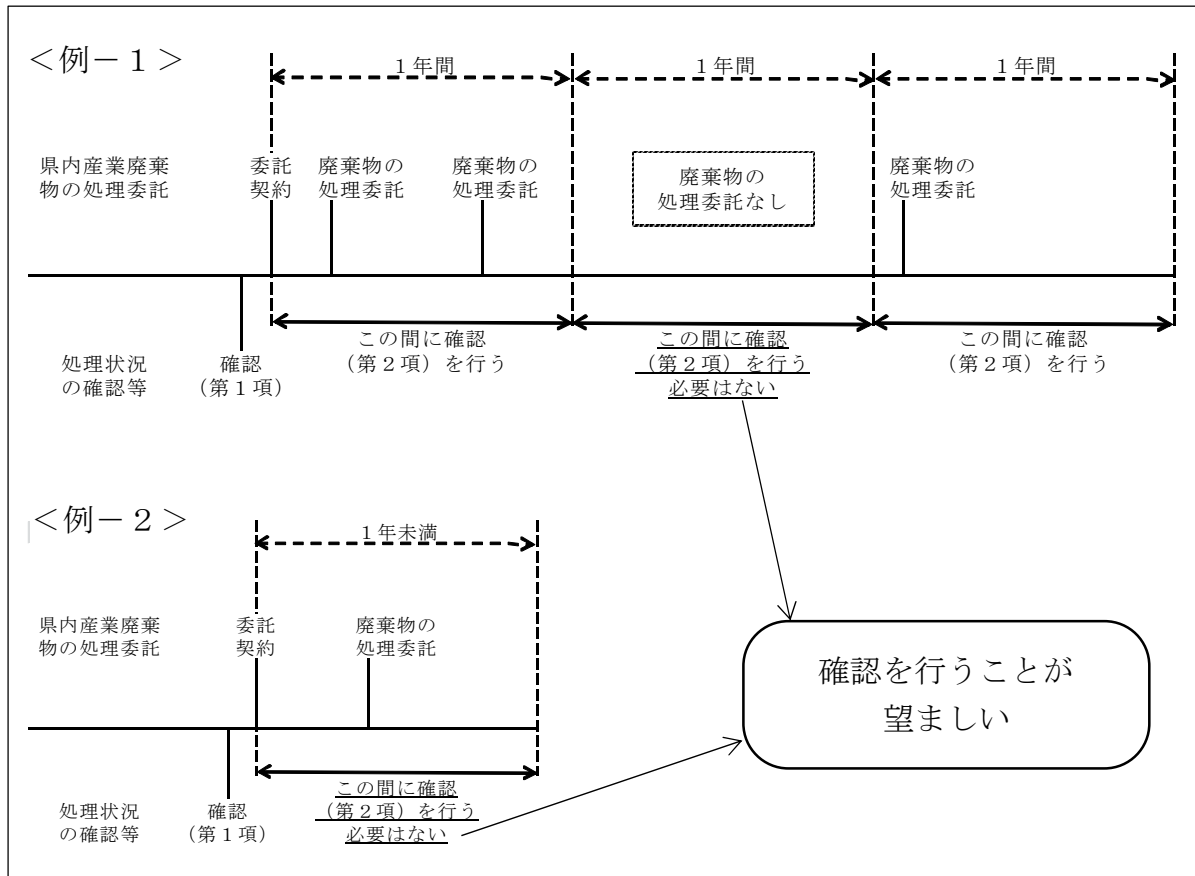 ＜例－１＞
１年間
１年間
１年間
県内産業廃棄
物の処理委託
委託
契約
廃棄物の
処理委託
廃棄物の
処理委託
廃棄物の
処理委託なし
廃棄物の
処理委託
処理状況
の確認等
確認
（第１項）
この間に確認
（第２項）を行う
この間に確認
（第２項）を行う
必要はない
この間に確認
（第２項）を行う
＜例－２＞
１年未満
県内産業廃棄
物の処理委託
委託
契約
廃棄物の
処理委託
処理状況
の確認等
確認
（第１項）
この間に確認
（第２項）を行う
必要はない
確認を行うことが
望ましい